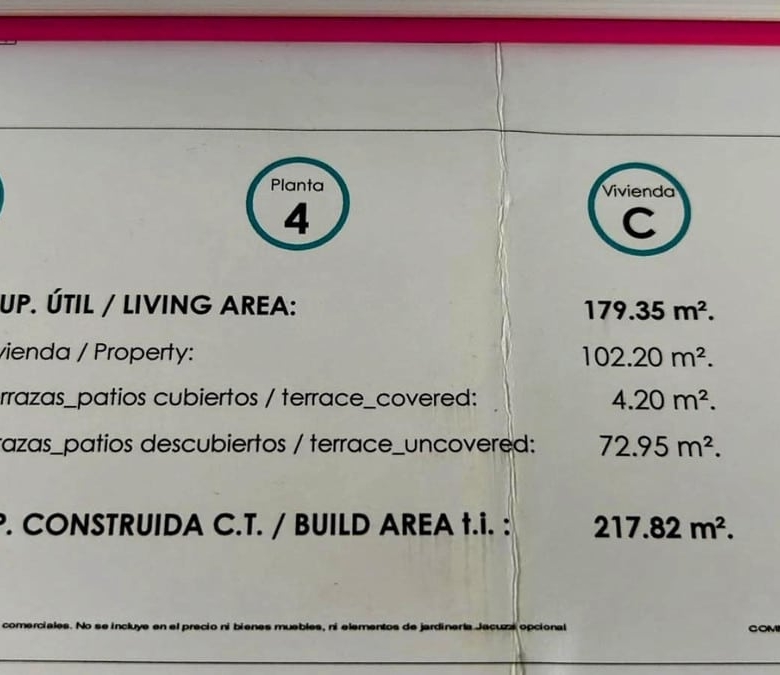 Planta
4
Vivienda
C
UP. ÚTIL / LIVING AREA: 179.35 m².
vienda / Property: 102.20 m².
rrazas_patios cubiertos / terrace_covered: 4.20 m².
azas_patios descubiertos / terrace_uncovered: 72.95 m².
P. CONSTRUIDA C.T. / BUILD AREA t.i. : 217.82 m².
comerciales. No se incluye en el precio ni bienes muebles, ni elementos de jardinería.Jacuzzi opcional COM